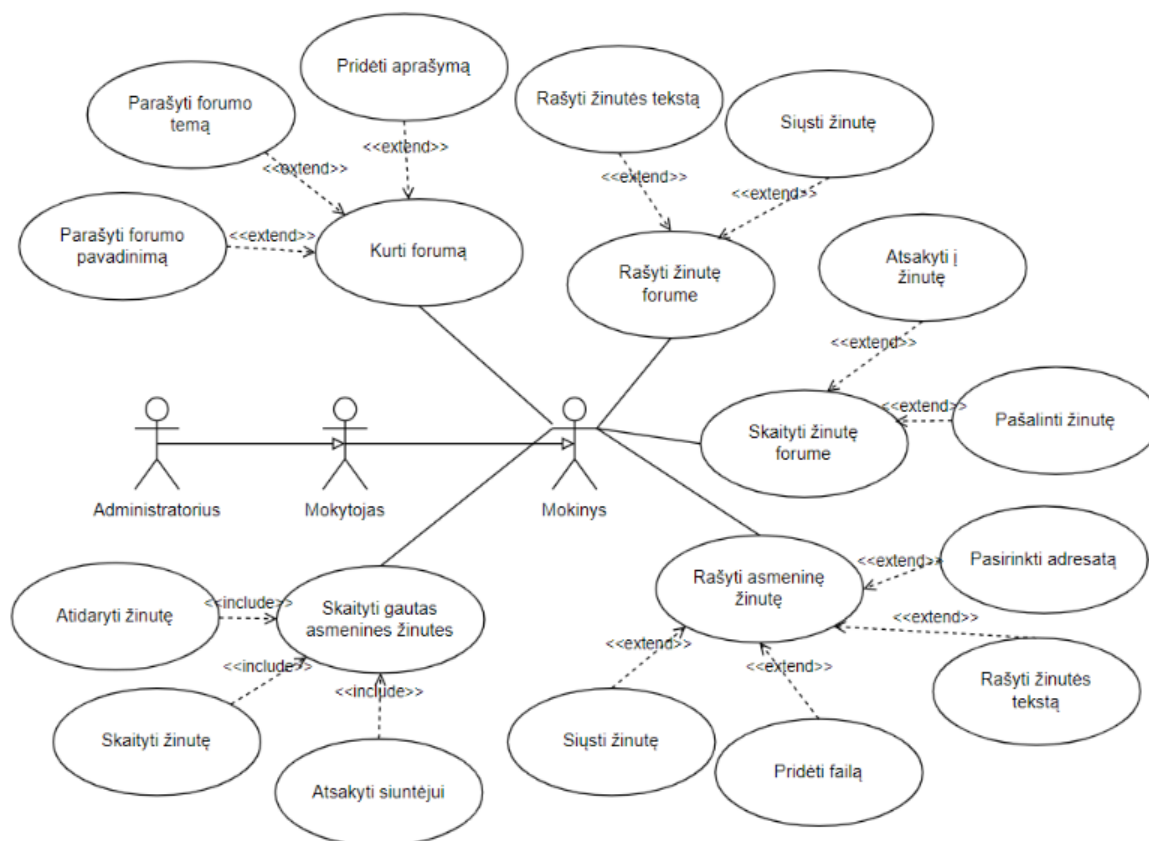 Pridėti aprašymą
Rašyti žinutės tekstą
Parašyti forumo
temą
Siųsti žinutę
<<extend>>
<<extend>>
<<extend>>
<<extend>>
Parašyti forumo
pavadinimą
<<extend>>
Kurti forumą
Rašyti žinutę
forume
Atsakyti į
žinutę
<<extend>>
<<extend>>
Skaityti žinutę
forume
Pašalinti žinutę
Administratorius
Mokytojas
Mokinys
Rašyti asmeninę
žinutę
<<extend>>
Pasirinkti adresatą
Atidaryti žinutę
<<include>>
Skaityti gautas
asmenines žinutes
<<extend>>
<<extend>>
<<include>>
<<extend>>
Rašyti žinutės
tekstą
<<include>>
Skaityti žinutę
Siųsti žinutę
Pridėti failą
Atsakyti siuntėjui